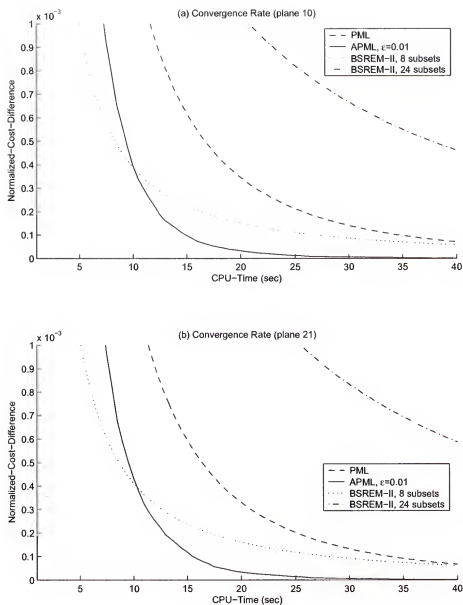 (a) Convergence Rate (plane 10)
x 10⁻³
1
0.9
0.8
0.7
0.6
0.5
0.4
0.3
0.2
0.1
0
Normalized-Cost-Difference
PML
APML, ε=0.01
BSREM-II, 8 subsets
BSREM-II, 24 subsets
5 10 15 20 25 30 35 40
CPU-Time (sec)
(b) Convergence Rate (plane 21)
x 10⁻³
1
0.9
0.8
0.7
0.6
0.5
0.4
0.3
0.2
0.1
0
Normalized-Cost-Difference
PML
APML, ε=0.01
BSREM-II, 8 subsets
BSREM-II, 24 subsets
5 10 15 20 25 30 35 40
CPU-Time (sec)